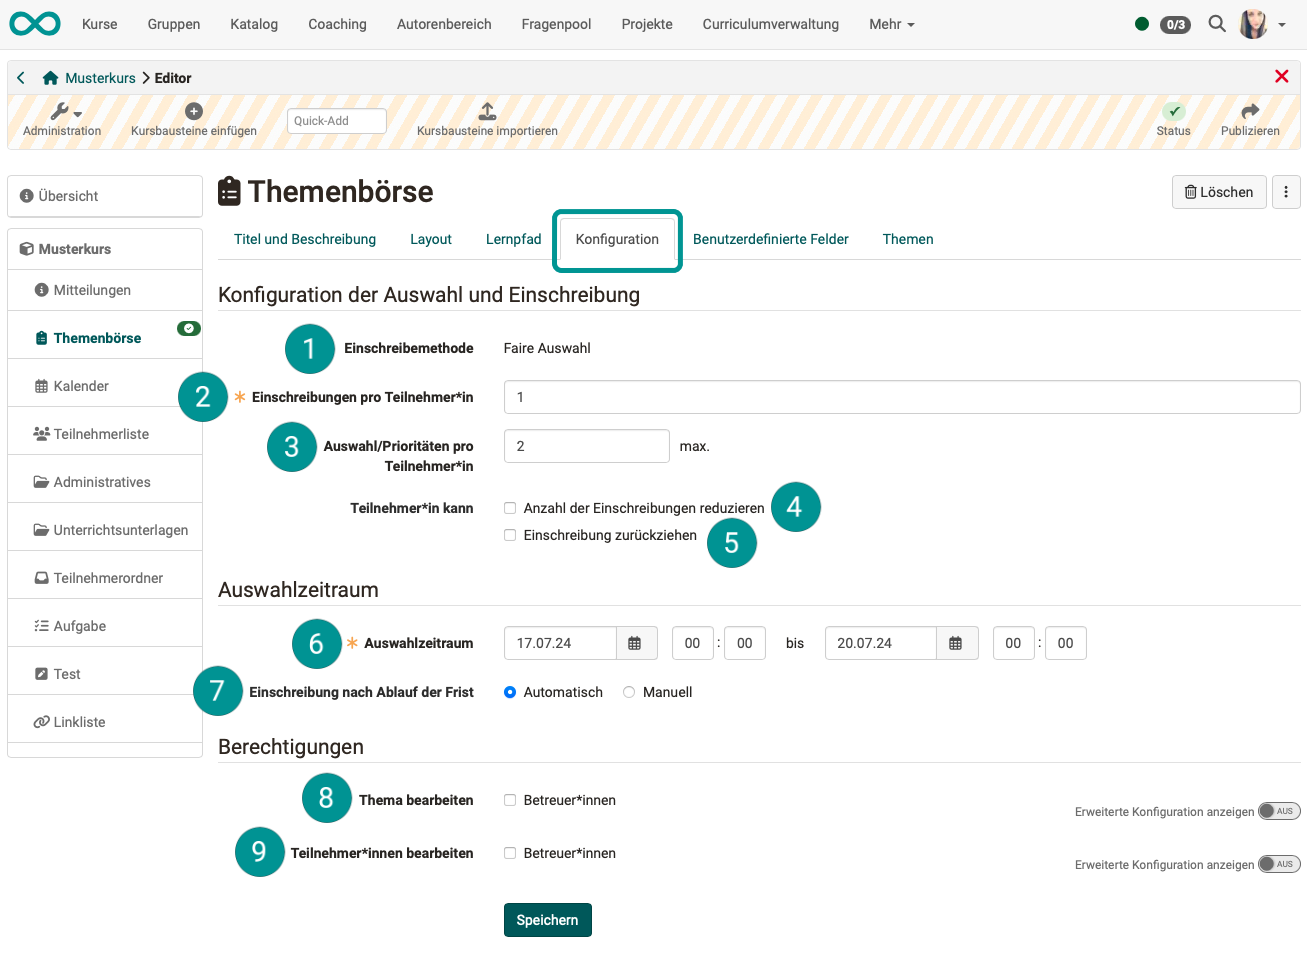 Kurse Gruppen Katalog Coaching Autorenbereich Fragenpool Projekte Curriculumverwaltung Mehr 0/3
Musterkurs Editor
Administration Kursbausteine einfügen Quick-Add Kursbausteine importieren Status Publizieren
Übersicht
Musterkurs
Mitteilungen
Themenbörse
Kalender
Teilnehmerliste
Administratives
Unterrichtsunterlagen
Teilnehmerordner
Aufgabe
Test
Linkliste
Themenbörse
Löschen
Titel und Beschreibung Layout Lernpfad Konfiguration Benutzerdefinierte Felder Themen
Konfiguration der Auswahl und Einschreibung
1 Einschreibemethode Faire Auswahl
2 * Einschreibungen pro Teilnehmer*in 1
3 Auswahl/Prioritäten pro
Teilnehmer*in 2 max.
Teilnehmer*in kann Anzahl der Einschreibungen reduzieren 4
Einschreibung zurückziehen 5
Auswahlzeitraum
6 * Auswahlzeitraum 17.07.24 00 : 00 bis 20.07.24 00 : 00
7 Einschreibung nach Ablauf der Frist Automatisch Manuell
Berechtigungen
8 Thema bearbeiten Betreuer*innen
Erweiterte Konfiguration anzeigen AUS
9 Teilnehmer*innen bearbeiten Betreuer*innen
Erweiterte Konfiguration anzeigen AUS
Speichern